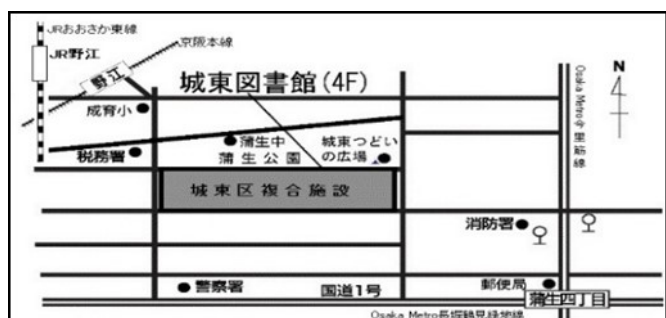 JRおおさか東線
JR野江
京阪本線
野江
城東図書館(4F)
N
Osaka Metro今里筋線
成育小
税務署
蒲生中
蒲生公園
城東つどい
の広場
城東区複合施設
消防署
警察署
国道1号
郵便局
蒲生四丁目
Osaka Metro長堀鶴見緑地線